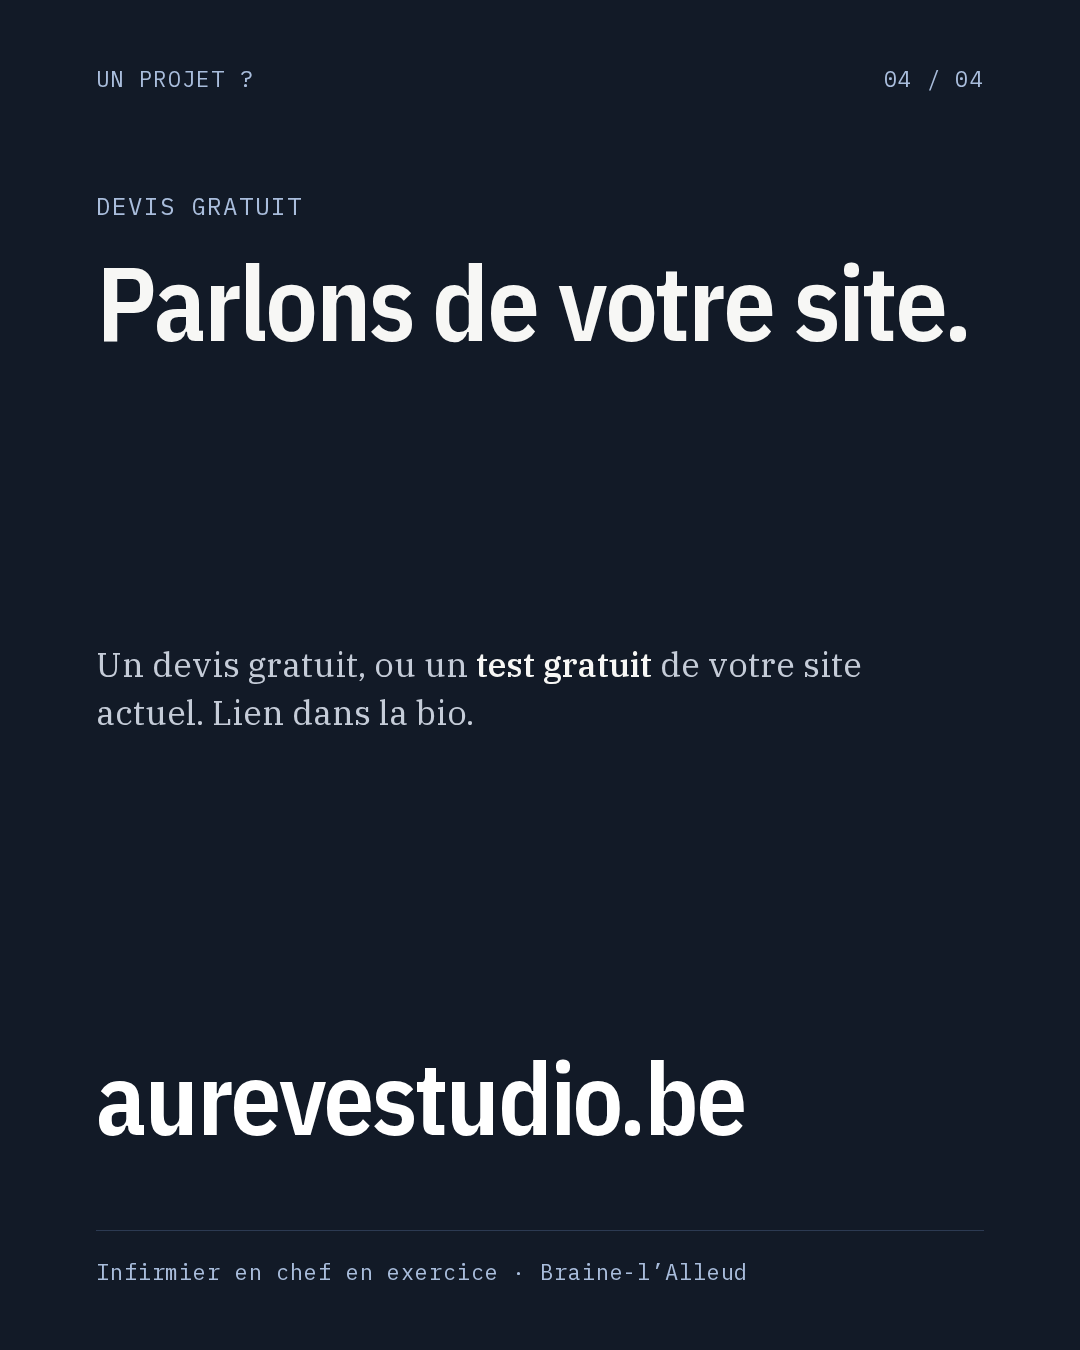 UN PROJET ?
04 / 04
DEVIS GRATUIT
Parlons de votre site.
Un devis gratuit, ou un test gratuit de votre site
actuel. Lien dans la bio.
aurevestudio.be
Infirmier en chef en exercice · Braine-l’Alleud